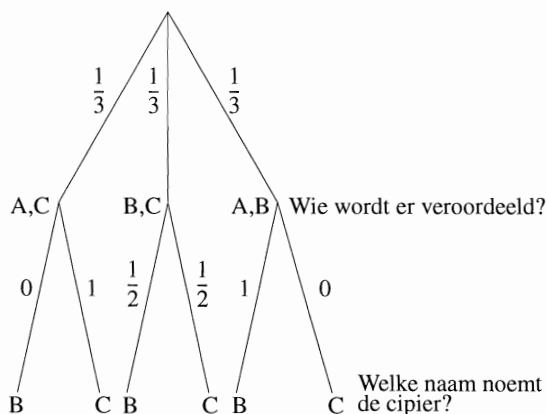 1/3 1/3 1/3
A,C B,C A,B Wie wordt er veroordeeld?
0 1 1/2 1/2 1 0
B C B C B C Welke naam noemt
de cipier?